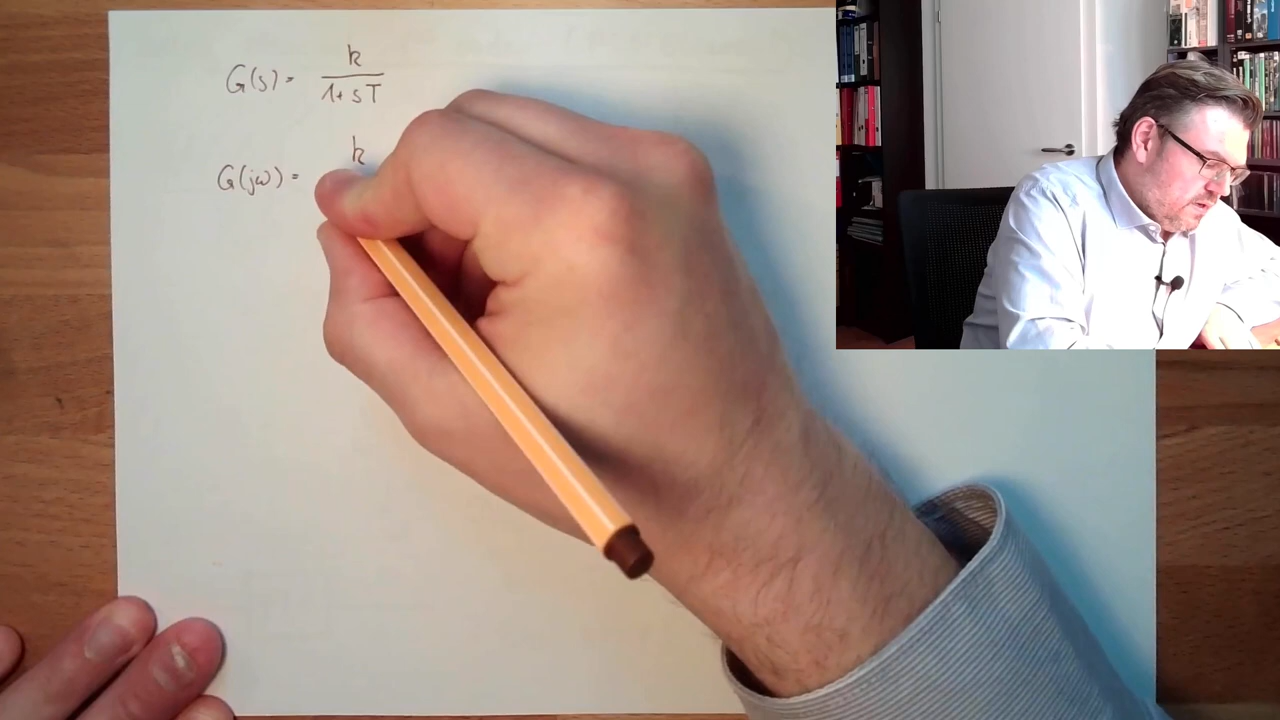 G(s) = k / (1 + sT)
G(jω) = k